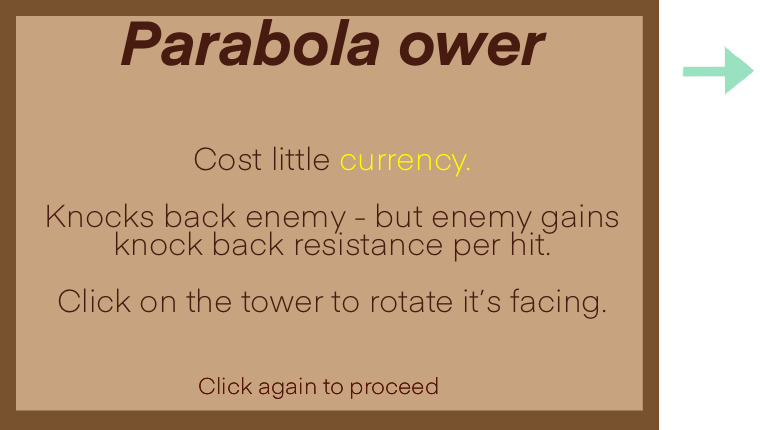 Parabola ower
Cost little currency.
Knocks back enemy - but enemy gains
knock back resistance per hit.
Click on the tower to rotate it’s facing.
Click again to proceed